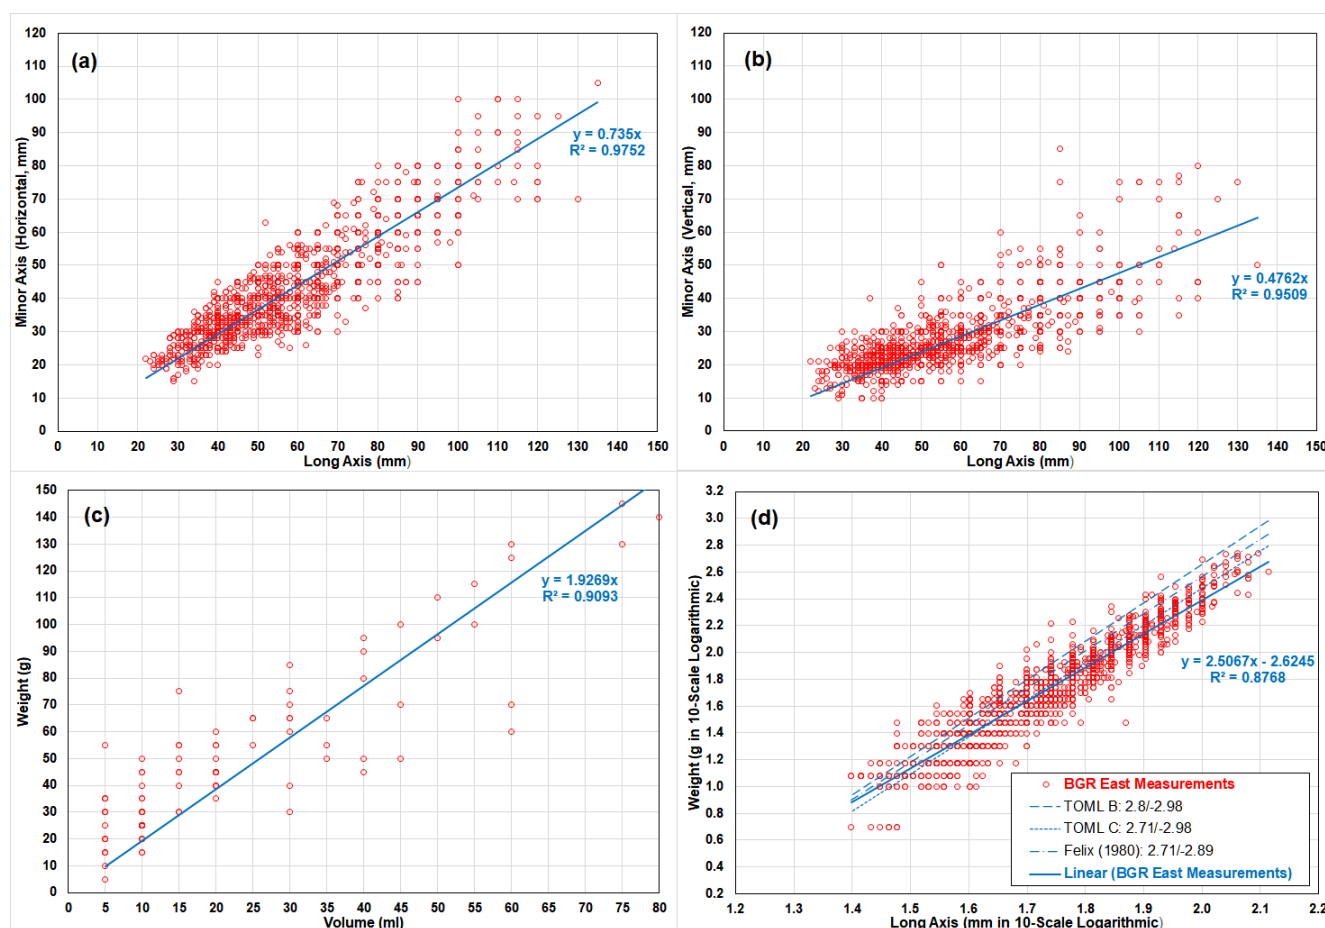 (a)
120
110
100
90
80
70
60
50
40
30
20
10
0
Minor Axis (Horizontal, mm)
y = 0.735x
R² = 0.9752
0 10 20 30 40 50 60 70 80 90 100 110 120 130 140 150
Long Axis (mm)
(b)
120
110
100
90
80
70
60
50
40
30
20
10
0
Minor Axis (Vertical, mm)
y = 0.4762x
R² = 0.9509
0 10 20 30 40 50 60 70 80 90 100 110 120 130 140 150
Long Axis (mm)
(c)
150
140
130
120
110
100
90
80
70
60
50
40
30
20
10
0
Weight (g)
y = 1.9269x
R² = 0.9093
0 5 10 15 20 25 30 35 40 45 50 55 60 65 70 75 80
Volume (ml)
(d)
3.2
3.0
2.8
2.6
2.4
2.2
2.0
1.8
1.6
1.4
1.2
1.0
0.8
0.6
0.4
0.2
Weight (g in 10-Scale Logarithmic)
y = 2.5067x - 2.6245
R² = 0.8768
BGR East Measurements
TOML B: 2.8/-2.98
TOML C: 2.71/-2.98
Felix (1980): 2.71/-2.89
Linear (BGR East Measurements)
1.2 1.3 1.4 1.5 1.6 1.7 1.8 1.9 2.0 2.1 2.2
Long Axis (mm in 10-Scale Logarithmic)